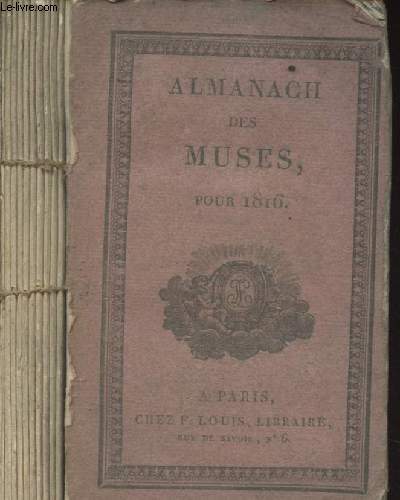 © Le-livre.com
ALMANACH
DES
MUSES,
POUR 1816.
A PARIS,
CHEZ F. LOUIS, LIBRAIRE,
RUE DE SAVOIE, N° 6.